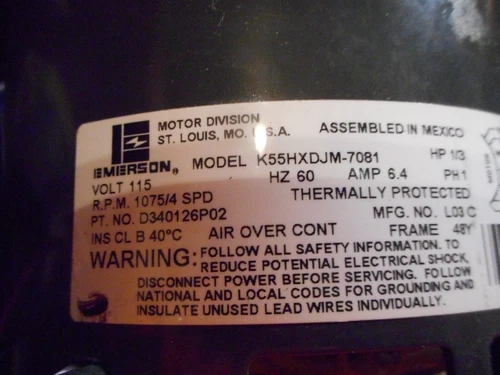 MOTOR DIVISION
ST. LOUIS, MO. U.S.A.
ASSEMBLED IN MEXICO
EMERSON®
MODEL K55HXDJM-7081 HP 1/3
VOLT 115 HZ 60 AMP 6.4 PH 1
R.P.M. 1075/4 SPD THERMALLY PROTECTED
PT. NO. D340126P02 MFG. NO. L03 C
INS CL B 40°C AIR OVER CONT FRAME 48Y
WARNING: FOLLOW ALL SAFETY INFORMATION. TO
REDUCE POTENTIAL ELECTRICAL SHOCK,
DISCONNECT POWER BEFORE SERVICING. FOLLOW
NATIONAL AND LOCAL CODES FOR GROUNDING AND
INSULATE UNUSED LEAD WIRES INDIVIDUALLY.